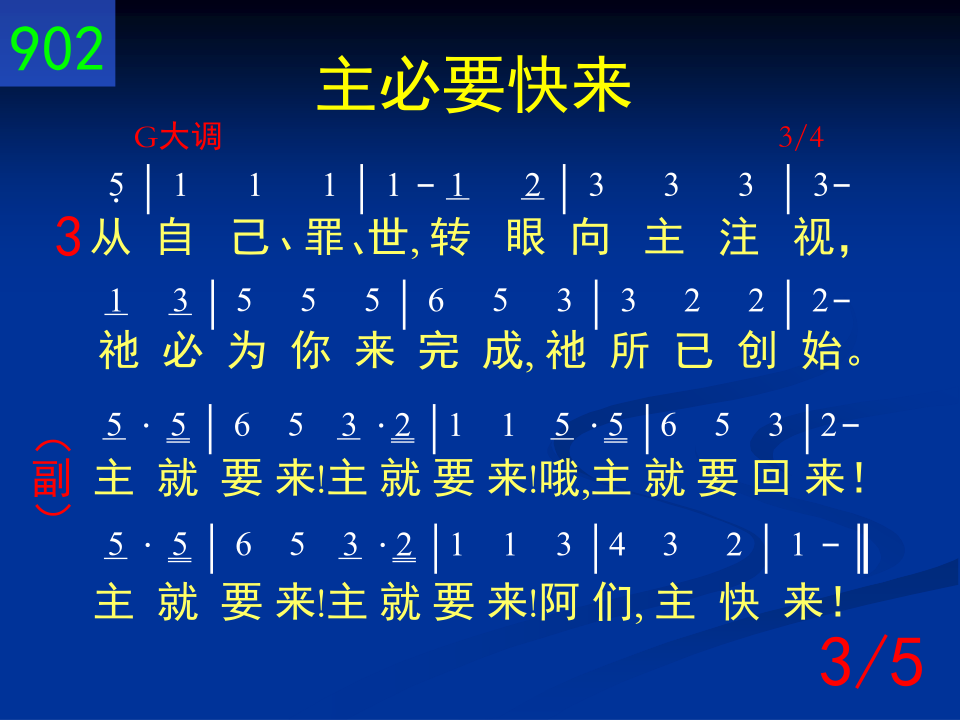 902
主必要快来
G大调 3/4
5̣ | 1 1 1 | 1 - 1 2 | 3 3 3 | 3-
3 从自己、罪、世,转眼向主注视，
1 3 | 5 5 5 | 6 5 3 | 3 2 2 | 2-
祂必为你来完成,祂所已创始。
5 · 5 | 6 5 3 · 2 | 1 1 5 · 5 | 6 5 3 | 2-
（副） 主就要来!主就要来!哦,主就要回来!
5 · 5 | 6 5 3 · 2 | 1 1 3 | 4 3 2 | 1 - ‖
主就要来!主就要来!阿们,主快来!
3/5